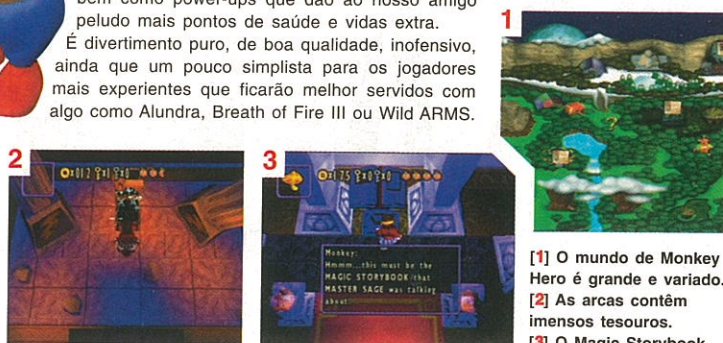 bem como power-ups que dão ao nosso amigo
peludo mais pontos de saúde e vidas extra.
É divertimento puro, de boa qualidade, inofensivo,
ainda que um pouco simplista para os jogadores
mais experientes que ficarão melhor servidos com
algo como Alundra, Breath of Fire III ou Wild ARMS.
1
2
3
Monkey:
Hmmm...this must be the
MAGIC STORYBOOK that
MASTER SAGE was talking
about
[1] O mundo de Monkey
Hero é grande e variado.
[2] As arcas contêm
imensos tesouros.
[3] O Magic Storybook